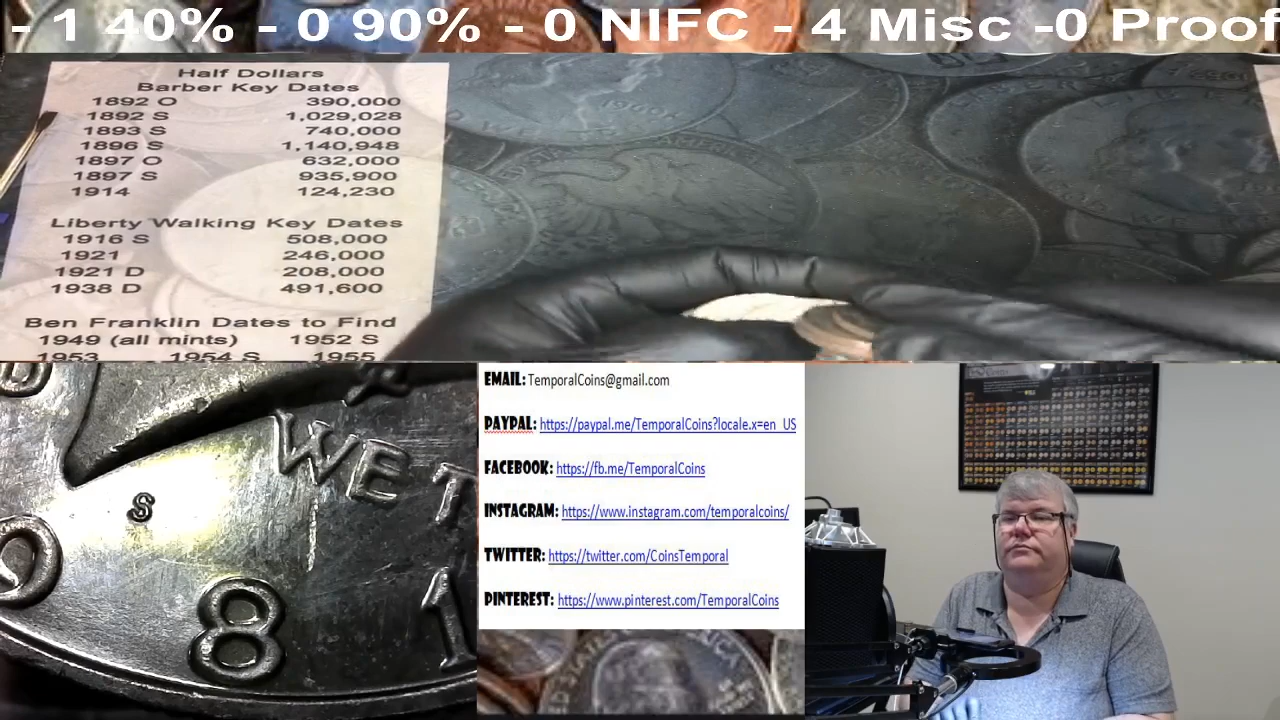 - 1 40% - 0 90% - 0 NIFC - 4 Misc -0 Proof
Half Dollars
Barber Key Dates
1892 O 390,000
1892 S 1,029,028
1893 S 740,000
1896 S 1,140,948
1897 O 632,000
1897 S 935,900
1914 124,230
Liberty Walking Key Dates
1916 S 508,000
1921 246,000
1921 D 208,000
1938 D 491,600
Ben Franklin Dates to Find
1949 (all mints) 1952 S
1953 1954 S 1955
WE T
S
8 1
EMAIL: TemporalCoins@gmail.com
PAYPAL: https://paypal.me/TemporalCoins?locale.x=en_US
FACEBOOK: https://fb.me/TemporalCoins
INSTAGRAM: https://www.instagram.com/temporalcoins/
TWITTER: https://twitter.com/CoinsTemporal
PINTEREST: https://www.pinterest.com/TemporalCoins